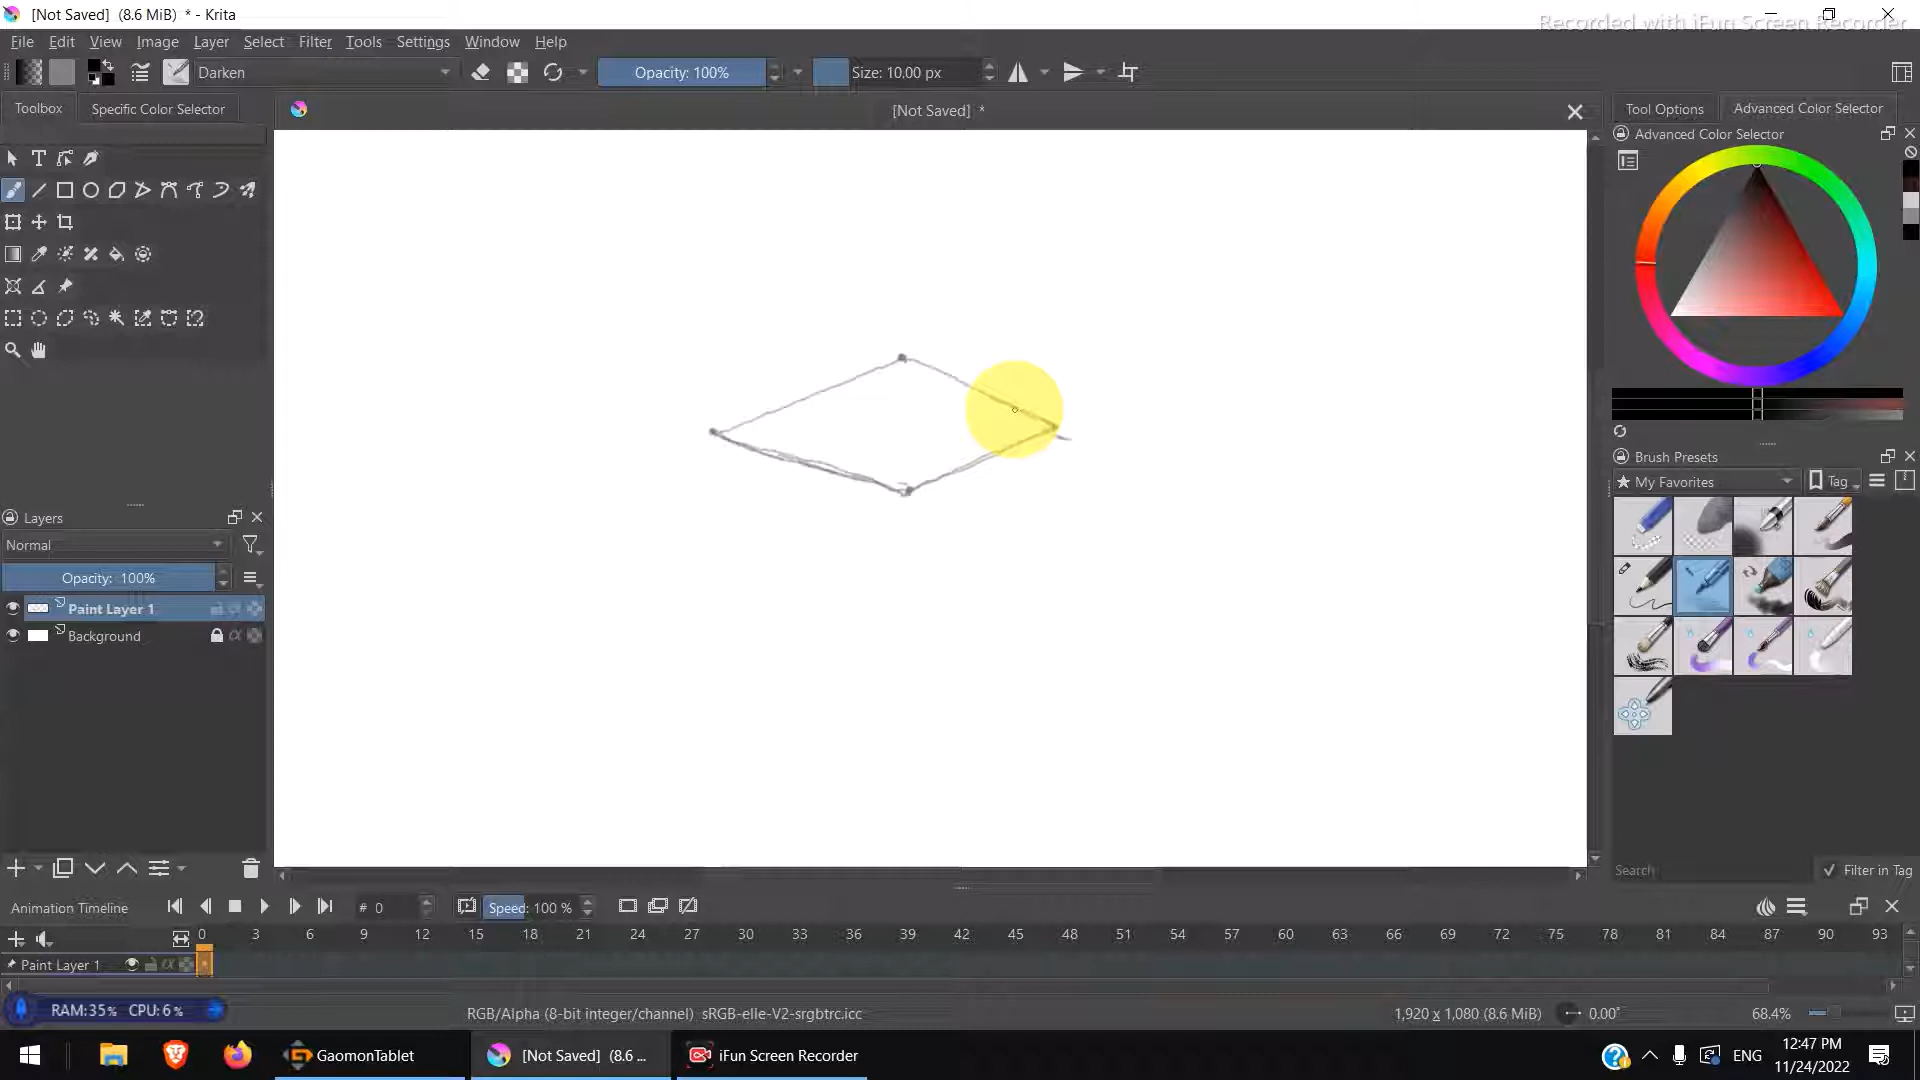 [Not Saved]  (8.6 MiB)  * - Krita
Recorded with iFun Screen Recorder
File Edit View Image Layer Select Filter Tools Settings Window Help
Darken Opacity: 100% Size: 10.00 px
Toolbox Specific Color Selector [Not Saved]  * Tool Options Advanced Color Selector
Advanced Color Selector
Brush Presets
My Favorites Tag
Layers
Normal
Opacity:  100%
Paint Layer 1
Background
Search Filter in Tag
Animation Timeline # 0 Speed: 100 %
0 3 6 9 12 15 18 21 24 27 30 33 36 39 42 45 48 51 54 57 60 63 66 69 72 75 78 81 84 87 90 93
Paint Layer 1
RAM:35% CPU:6% RGB/Alpha (8-bit integer/channel)  sRGB-elle-V2-srgbtrc.icc 1,920 x 1,080 (8.6 MiB) 0.00° 68.4%
GaomonTablet [Not Saved]  (8.6 ... iFun Screen Recorder ENG 12:47 PM
11/24/2022